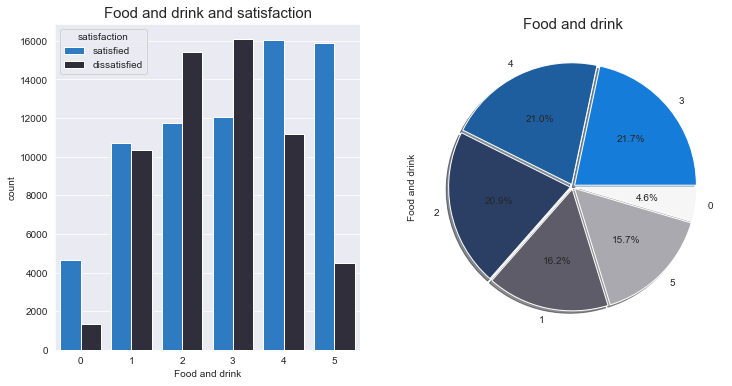 Food and drink and satisfaction
satisfaction
satisfied
dissatisfied
16000
14000
12000
10000
8000
6000
4000
2000
0
count
0 1 2 3 4 5
Food and drink
Food and drink
Food and drink
4
3
21.0%
21.7%
2
20.9%
4.6%
0
15.7%
16.2%
5
1